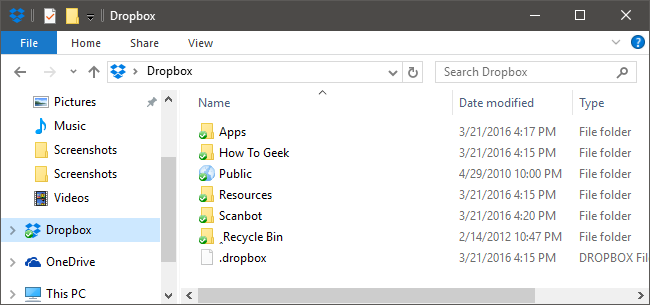 Dropbox
File Home Share View
Dropbox Search Dropbox
Name Date modified Type
Pictures
Music
Screenshots
Screenshots
Videos
Dropbox
OneDrive
This PC
Apps 3/21/2016 4:17 PM File folder
How To Geek 3/21/2016 4:15 PM File folder
Public 4/29/2010 10:00 PM File folder
Resources 3/21/2016 4:15 PM File folder
Scanbot 3/21/2016 4:20 PM File folder
‸Recycle Bin 2/14/2012 10:47 PM File folder
.dropbox 3/21/2016 4:15 PM DROPBOX Fil